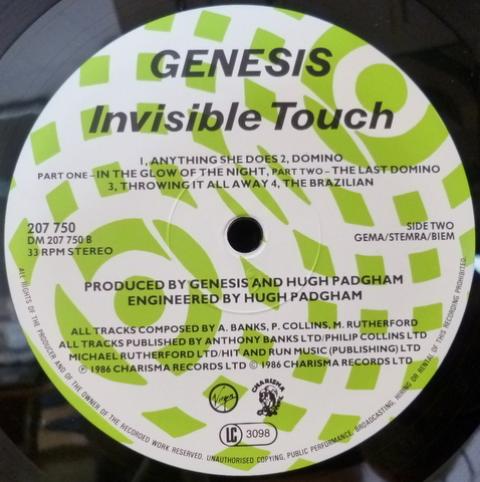 GENESIS
Invisible Touch
1, ANYTHING SHE DOES 2, DOMINO
PART ONE – IN THE GLOW OF THE NIGHT, PART TWO – THE LAST DOMINO
3, THROWING IT ALL AWAY 4, THE BRAZILIAN
207 750
DM 207 750 B
33 RPM STEREO
SIDE TWO
GEMA/STEMRA/BIEM
PRODUCED BY GENESIS AND HUGH PADGHAM
ENGINEERED BY HUGH PADGHAM
ALL TRACKS COMPOSED BY A. BANKS, P. COLLINS, M. RUTHERFORD
ALL TRACKS PUBLISHED BY ANTHONY BANKS LTD/PHILIP COLLINS LTD
MICHAEL RUTHERFORD LTD/HIT AND RUN MUSIC (PUBLISHING) LTD
℗ 1986 CHARISMA RECORDS LTD © 1986 CHARISMA RECORDS LTD
Virgin
CHARISMA
LC 3098
ALL RIGHTS OF THE PRODUCER AND OF THE OWNER OF THE RECORDED WORK RESERVED. UNAUTHORISED COPYING, PUBLIC PERFORMANCE, BROADCASTING, HIRING OR RENTAL OF THIS RECORDING PROHIBITED.